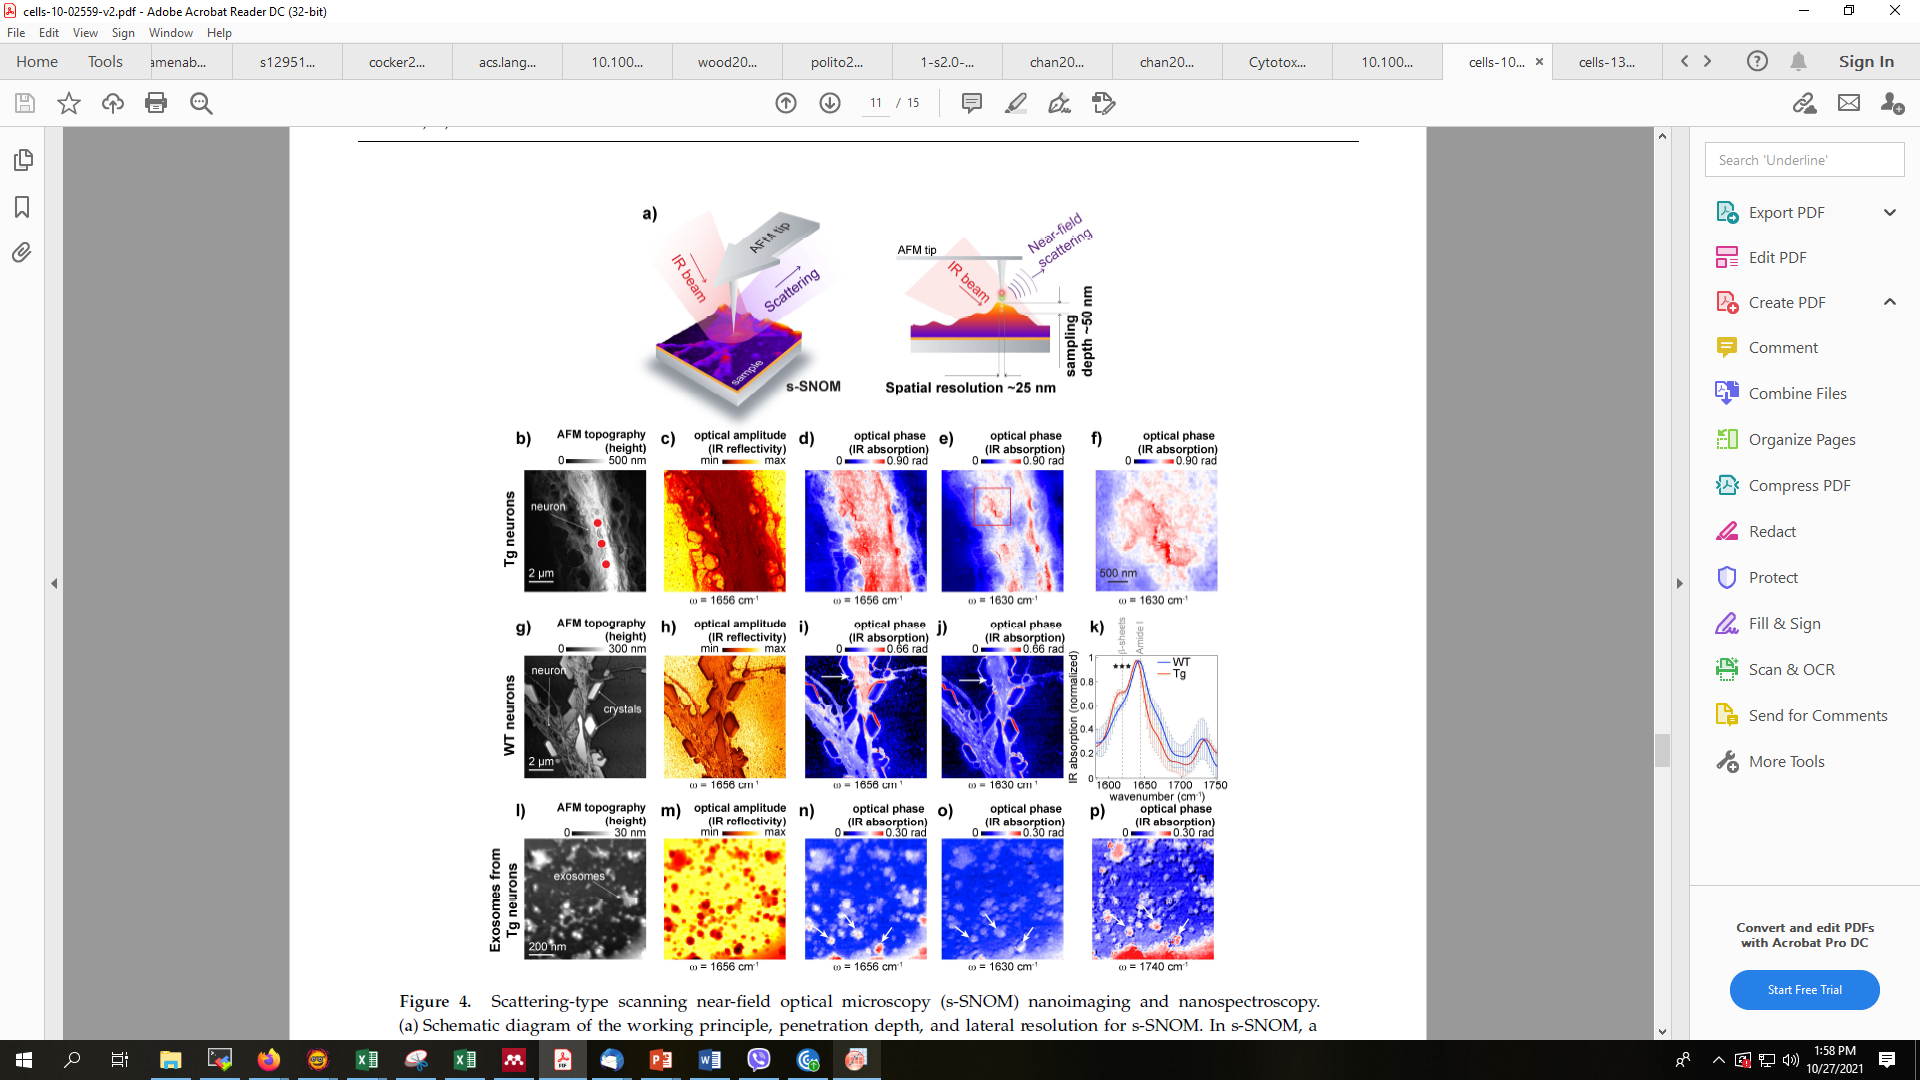 cells-10-02559-v2.pdf - Adobe Acrobat Reader DC (32-bit)
File Edit View Sign Window Help
Home Tools amenab... s12951... cocker2... acs.lang... 10.100... wood20... polito2... 1-s2.0-... chan20... chan20... Cytotox... 10.100... cells-10... × cells-13... Sign In
11 / 15
Search 'Underline'
Export PDF
Edit PDF
Create PDF
Comment
Combine Files
Organize Pages
Compress PDF
Redact
Protect
Fill & Sign
Scan & OCR
Send for Comments
More Tools
Convert and edit PDFs
with Acrobat Pro DC
Start Free Trial
a)
AFM tip
IR beam
Scattering
sample
s-SNOM
AFM tip
IR beam
Near-field
scattering
sampling
depth ~50 nm
Spatial resolution ~25 nm
Tg neurons
b) AFM topography
(height)
0 500 nm
neuron
2 µm
c) optical amplitude
(IR reflectivity)
min max
ω = 1656 cm-1
d) optical phase
(IR absorption)
0 0.90 rad
ω = 1656 cm-1
e) optical phase
(IR absorption)
0 0.90 rad
ω = 1630 cm-1
f) optical phase
(IR absorption)
0 0.90 rad
500 nm
ω = 1630 cm-1
WT neurons
g) AFM topography
(height)
0 300 nm
neuron
crystals
2 µm
h) optical amplitude
(IR reflectivity)
min max
ω = 1656 cm-1
i) optical phase
(IR absorption)
0 0.66 rad
ω = 1656 cm-1
j) optical phase
(IR absorption)
0 0.66 rad
ω = 1630 cm-1
k)
β-sheets
Amide I
***
WT
Tg
IR absorption (normalized)
1
0.8
0.6
0.4
0.2
0
1600 1650 1700 1750
wavenumber (cm-1)
Exosomes from
Tg neurons
l) AFM topography
(height)
0 30 nm
exosomes
200 nm
m) optical amplitude
(IR reflectivity)
min max
ω = 1656 cm-1
n) optical phase
(IR absorption)
0 0.30 rad
ω = 1656 cm-1
o) optical phase
(IR absorption)
0 0.30 rad
ω = 1630 cm-1
p) optical phase
(IR absorption)
0 0.30 rad
ω = 1740 cm-1
Figure 4. Scattering-type scanning near-field optical microscopy (s-SNOM) nanoimaging and nanospectroscopy.
(a) Schematic diagram of the working principle, penetration depth, and lateral resolution for s-SNOM. In s-SNOM, a
1:58 PM
10/27/2021